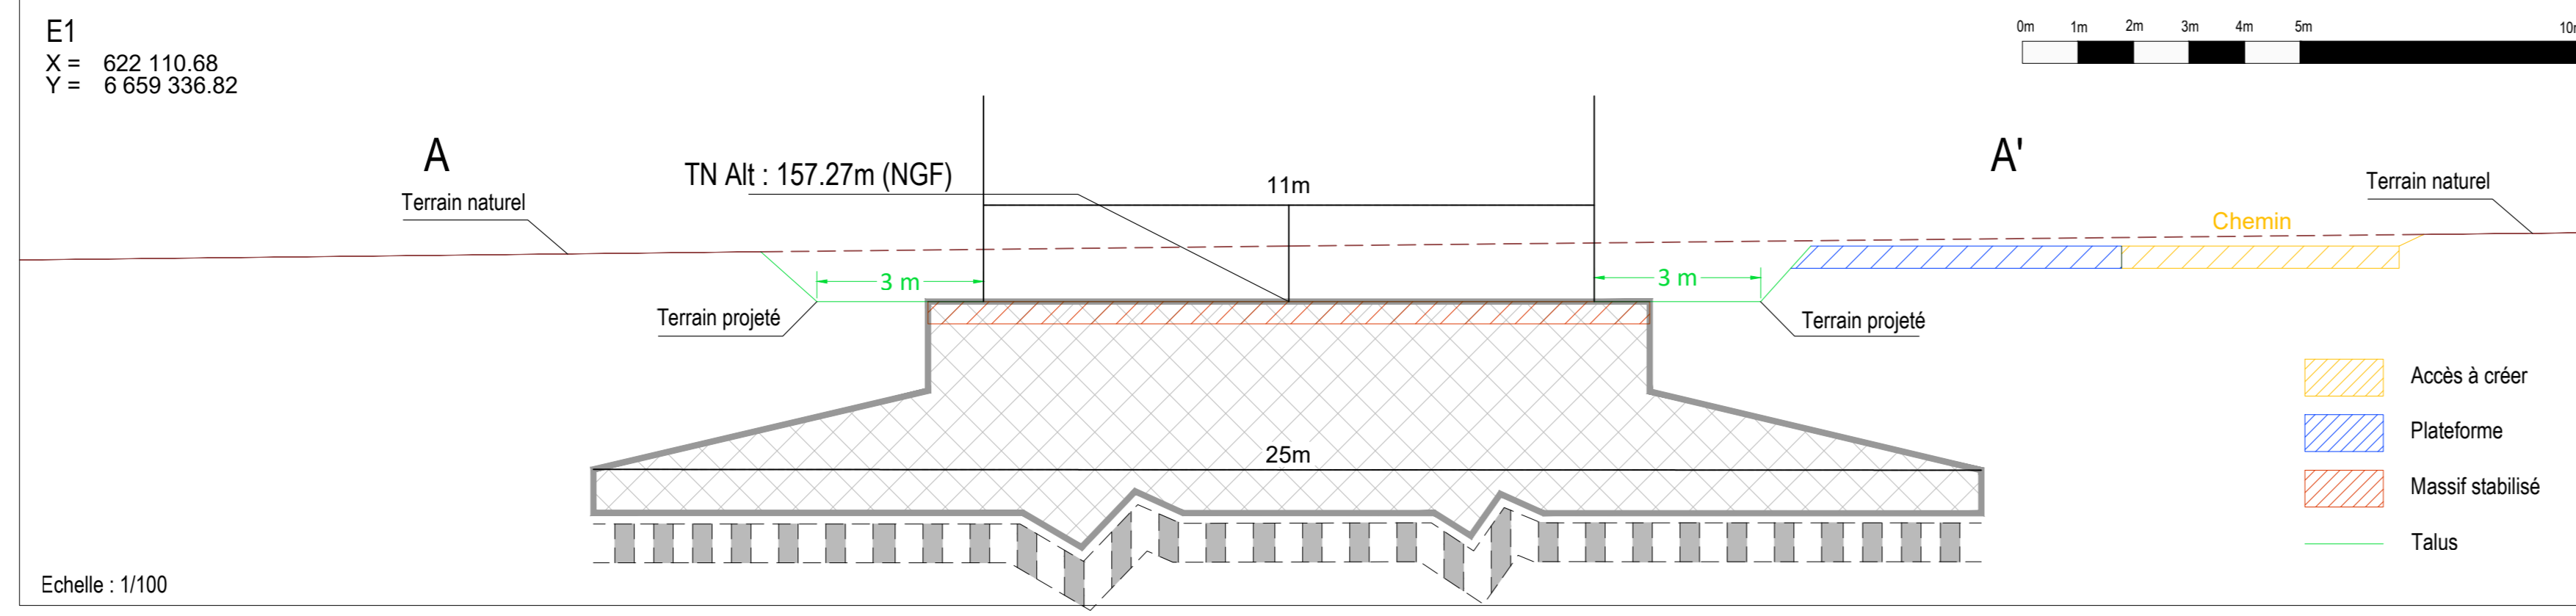 E1
X = 622 110.68
Y = 6 659 336.82
0m 1m 2m 3m 4m 5m
A
A'
TN Alt : 157.27m (NGF)
11m
Terrain naturel
Terrain naturel
Chemin
3 m
3 m
Terrain projeté
Terrain projeté
Accès à créer
Plateforme
25m
Massif stabilisé
Talus
Echelle : 1/100